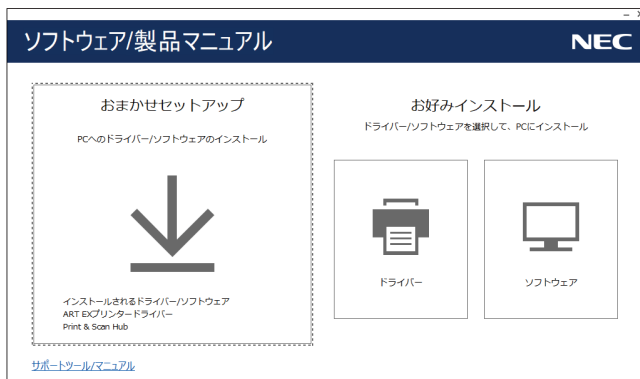 ソフトウェア/製品マニュアル
NEC
おまかせセットアップ
PCへのドライバー/ソフトウェアのインストール
インストールされるドライバー/ソフトウェア
ART EXプリンタードライバー
Print & Scan Hub
お好みインストール
ドライバー/ソフトウェアを選択して、PCにインストール
ドライバー
ソフトウェア
サポートツール/マニュアル